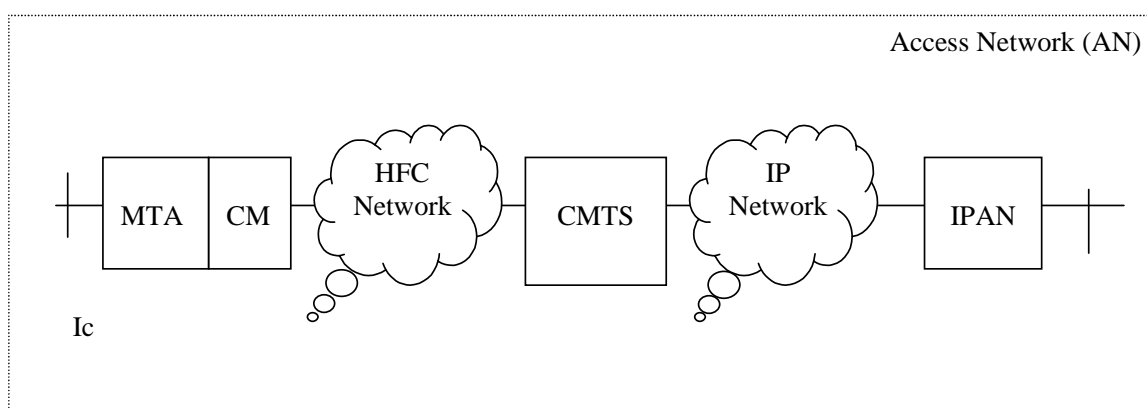 Access Network (AN)
MTA
CM
HFC
Network
CMTS
IP
Network
IPAN
Ic